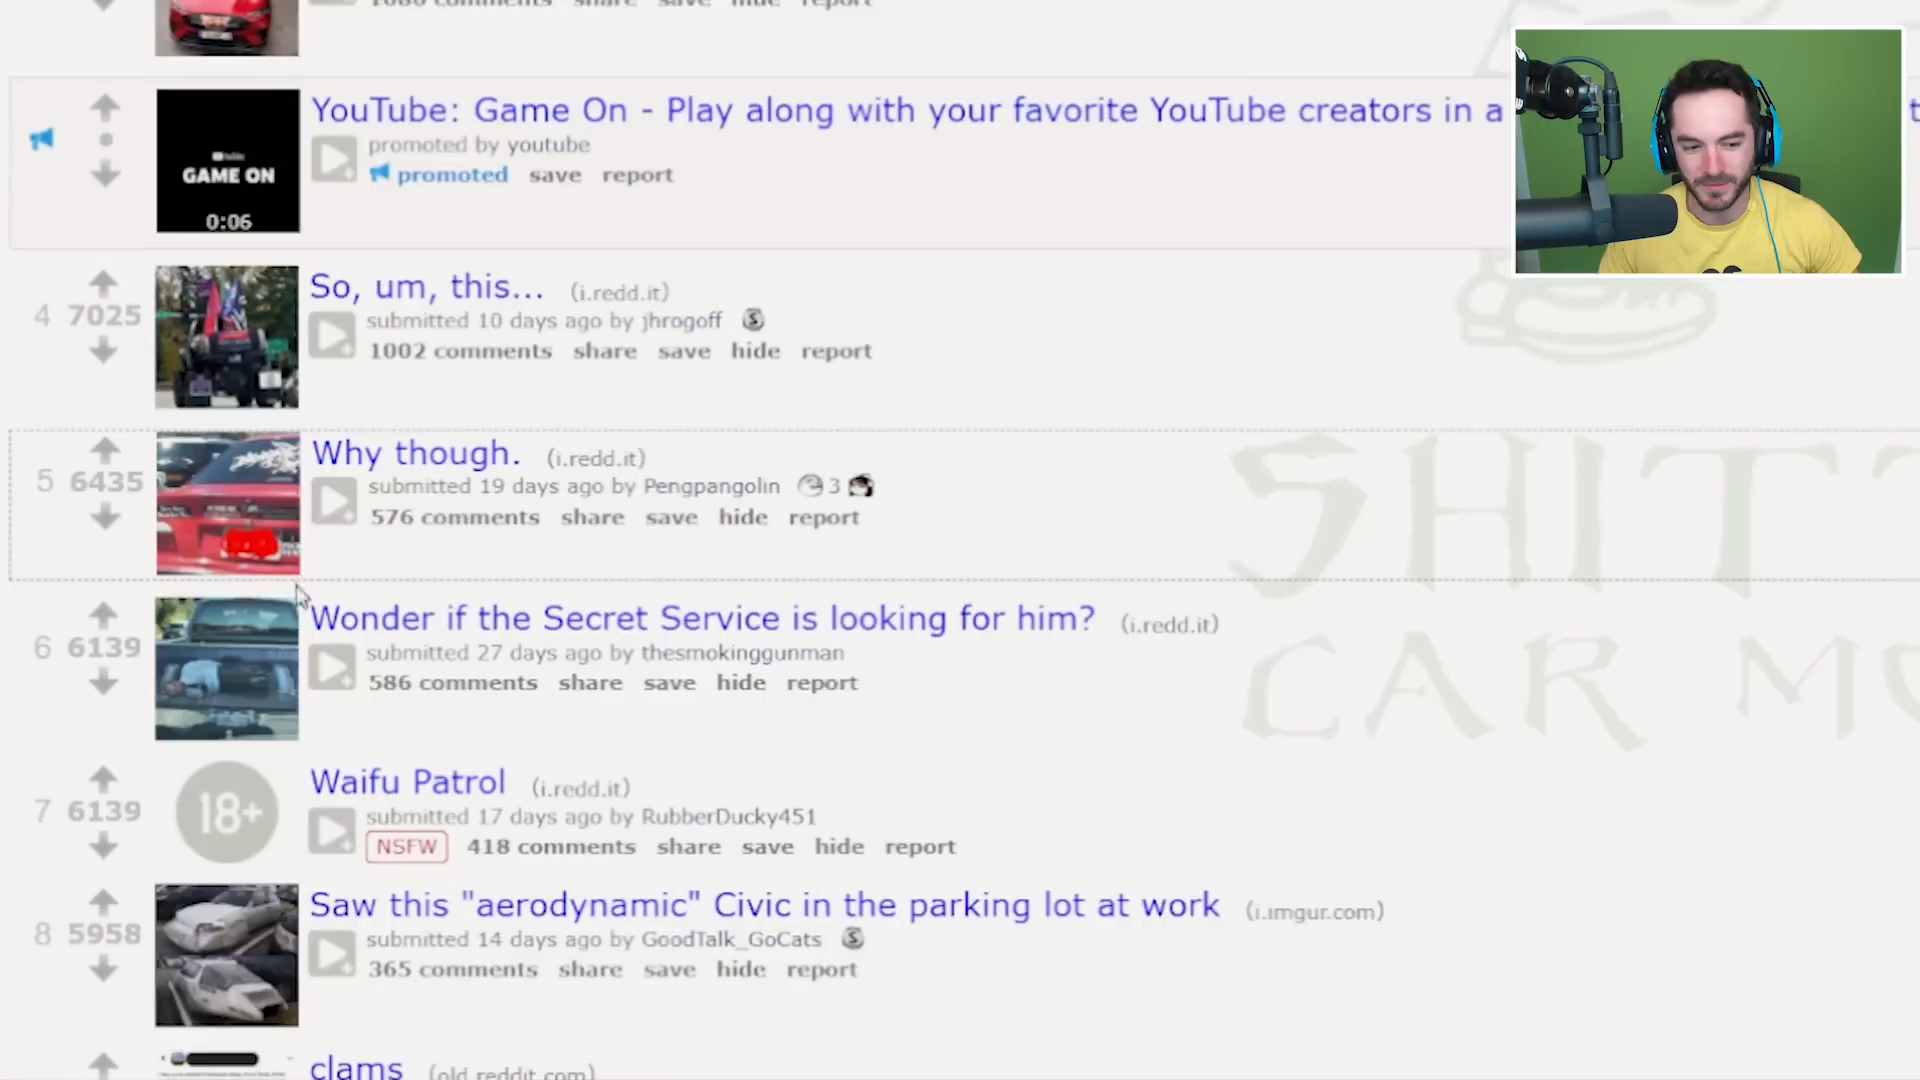 1080 comments share save hide report
YouTube: Game On - Play along with your favorite YouTube creators in a
promoted by youtube
promoted save report
GAME ON
0:06
So, um, this... (i.redd.it)
4 7025
submitted 10 days ago by jhrogoff
1002 comments share save hide report
Why though. (i.redd.it)
5 6435
submitted 19 days ago by Pengpangolin 3
576 comments share save hide report
SHITT
Wonder if the Secret Service is looking for him? (i.redd.it)
6 6139
submitted 27 days ago by thesmokinggunman
586 comments share save hide report
CAR MO
Waifu Patrol (i.redd.it)
7 6139
18+
submitted 17 days ago by RubberDucky451
NSFW 418 comments share save hide report
Saw this "aerodynamic" Civic in the parking lot at work (i.imgur.com)
8 5958
submitted 14 days ago by GoodTalk_GoCats
365 comments share save hide report
clams (old.reddit.com)